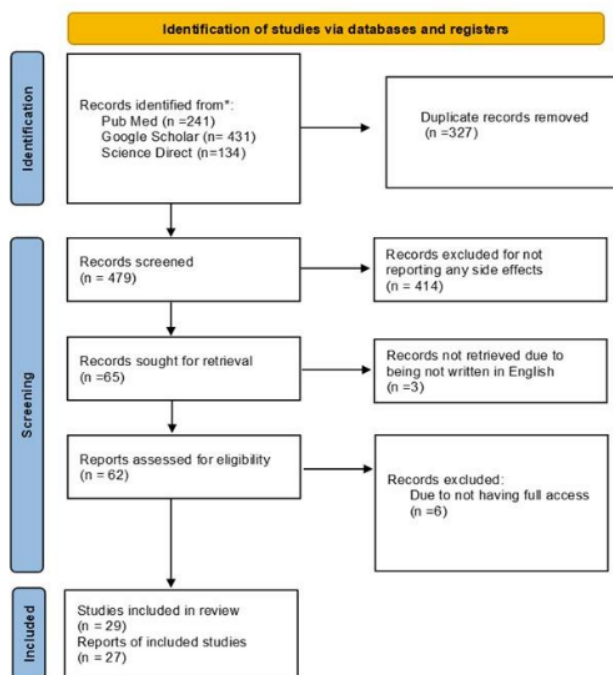 Identification of studies via databases and registers
Identification
Records identified from*:
Pub Med (n =241)
Google Scholar (n= 431)
Science Direct (n=134)
Duplicate records removed
(n =327)
Screening
Records screened
(n = 479)
Records excluded for not
reporting any side effects
(n = 414)
Records sought for retrieval
(n =65)
Records not retrieved due to
being not written in English
(n =3)
Reports assessed for eligibility
(n = 62)
Records excluded:
Due to not having full access
(n =6)
Included
Studies included in review
(n = 29)
Reports of included studies
(n = 27)